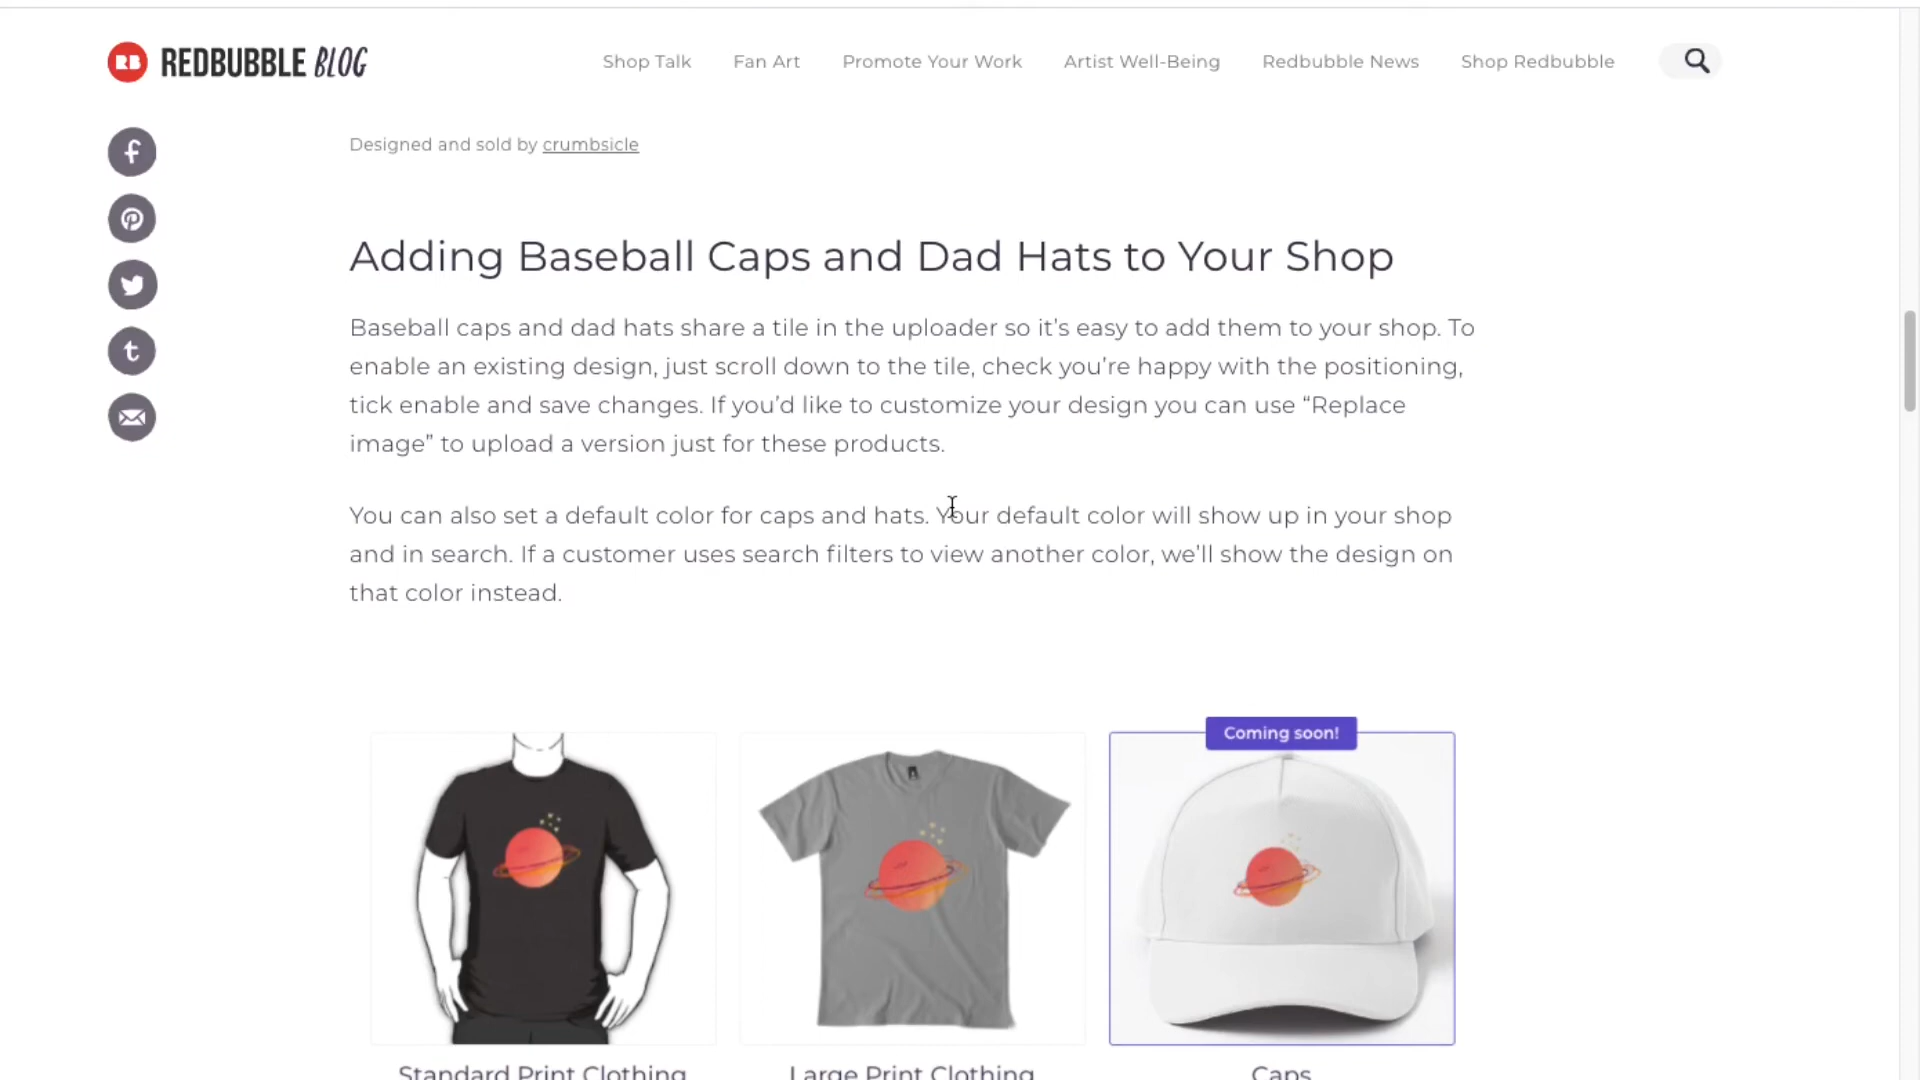 RB REDBUBBLE BLOG
Shop Talk Fan Art Promote Your Work Artist Well-Being Redbubble News Shop Redbubble
Designed and sold by crumbsicle
Adding Baseball Caps and Dad Hats to Your Shop
Baseball caps and dad hats share a tile in the uploader so it’s easy to add them to your shop. To
enable an existing design, just scroll down to the tile, check you’re happy with the positioning,
tick enable and save changes. If you’d like to customize your design you can use “Replace
image” to upload a version just for these products.
You can also set a default color for caps and hats. Your default color will show up in your shop
and in search. If a customer uses search filters to view another color, we’ll show the design on
that color instead.
Coming soon!
Standard Print Clothing Large Print Clothing Caps